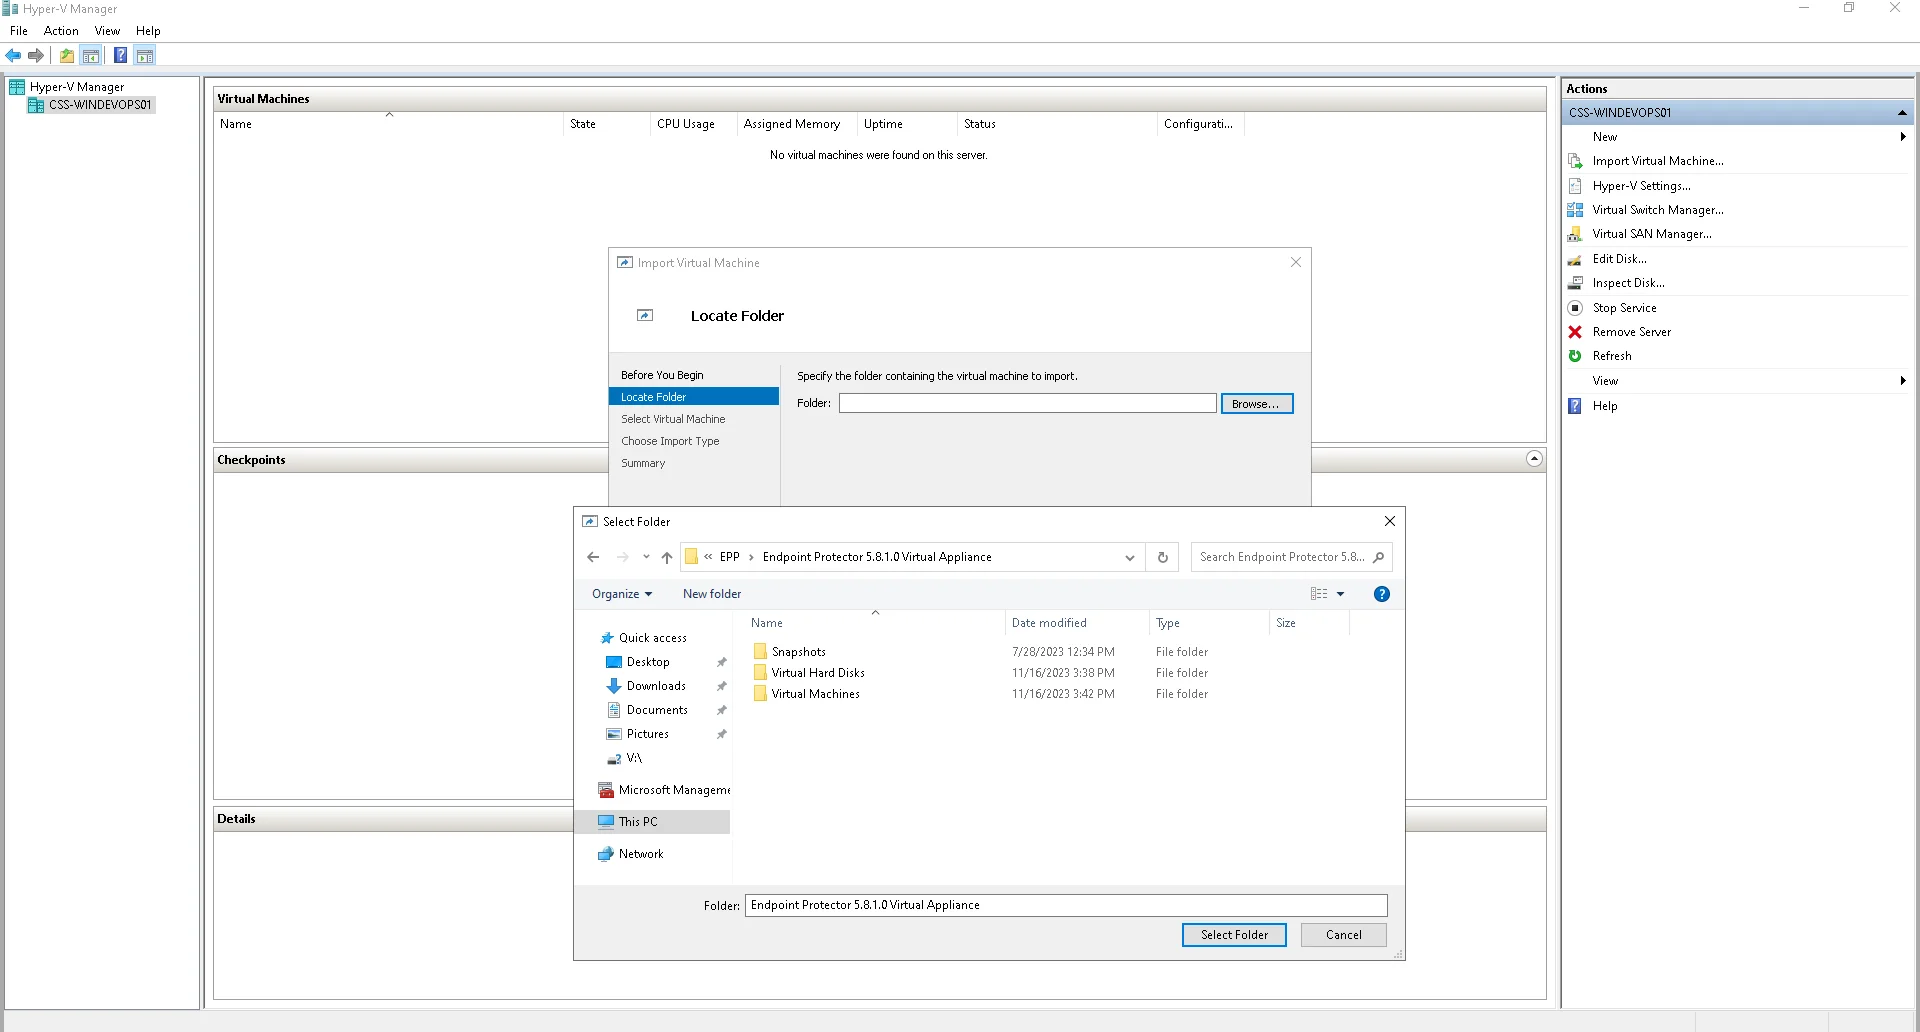 Hyper-V Manager
File Action View Help
Hyper-V Manager
CSS-WINDEVOPS01
Virtual Machines
Name State CPU Usage Assigned Memory Uptime Status Configurati...
No virtual machines were found on this server.
Import Virtual Machine
Locate Folder
Before You Begin
Locate Folder
Select Virtual Machine
Choose Import Type
Summary
Specify the folder containing the virtual machine to import.
Folder: Browse...
Checkpoints
Select Folder
« EPP › Endpoint Protector 5.8.1.0 Virtual Appliance
Search Endpoint Protector 5.8...
Organize New folder
?
Quick access
Desktop
Downloads
Documents
Pictures
V:\
Microsoft Manageme
This PC
Network
Name Date modified Type Size
Snapshots 7/28/2023 12:34 PM File folder
Virtual Hard Disks 11/16/2023 3:38 PM File folder
Virtual Machines 11/16/2023 3:42 PM File folder
Folder: Endpoint Protector 5.8.1.0 Virtual Appliance
Select Folder Cancel
Details
Actions
CSS-WINDEVOPS01
New
Import Virtual Machine...
Hyper-V Settings...
Virtual Switch Manager...
Virtual SAN Manager...
Edit Disk...
Inspect Disk...
Stop Service
Remove Server
Refresh
View
Help